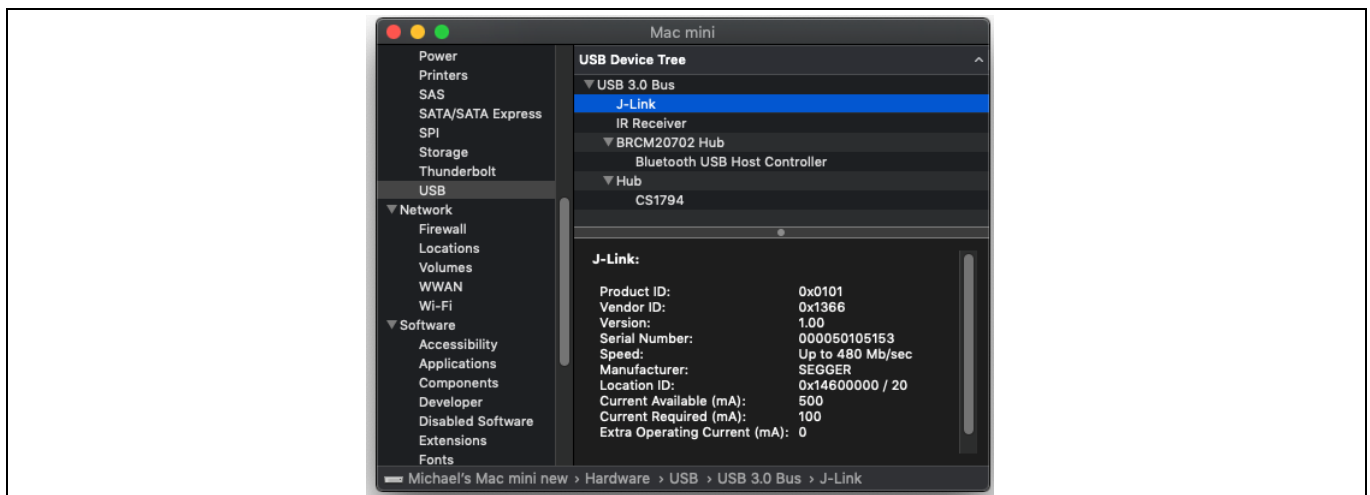 Mac mini
Power
Printers
SAS
SATA/SATA Express
SPI
Storage
Thunderbolt
USB
Network
Firewall
Locations
Volumes
WWAN
Wi-Fi
Software
Accessibility
Applications
Components
Developer
Disabled Software
Extensions
Fonts
USB Device Tree
USB 3.0 Bus
J-Link
IR Receiver
BRCM20702 Hub
Bluetooth USB Host Controller
Hub
CS1794
J-Link:
Product ID: 0x0101
Vendor ID: 0x1366
Version: 1.00
Serial Number: 000050105153
Speed: Up to 480 Mb/sec
Manufacturer: SEGGER
Location ID: 0x14600000 / 20
Current Available (mA): 500
Current Required (mA): 100
Extra Operating Current (mA): 0
Michael's Mac mini new › Hardware › USB › USB 3.0 Bus › J-Link